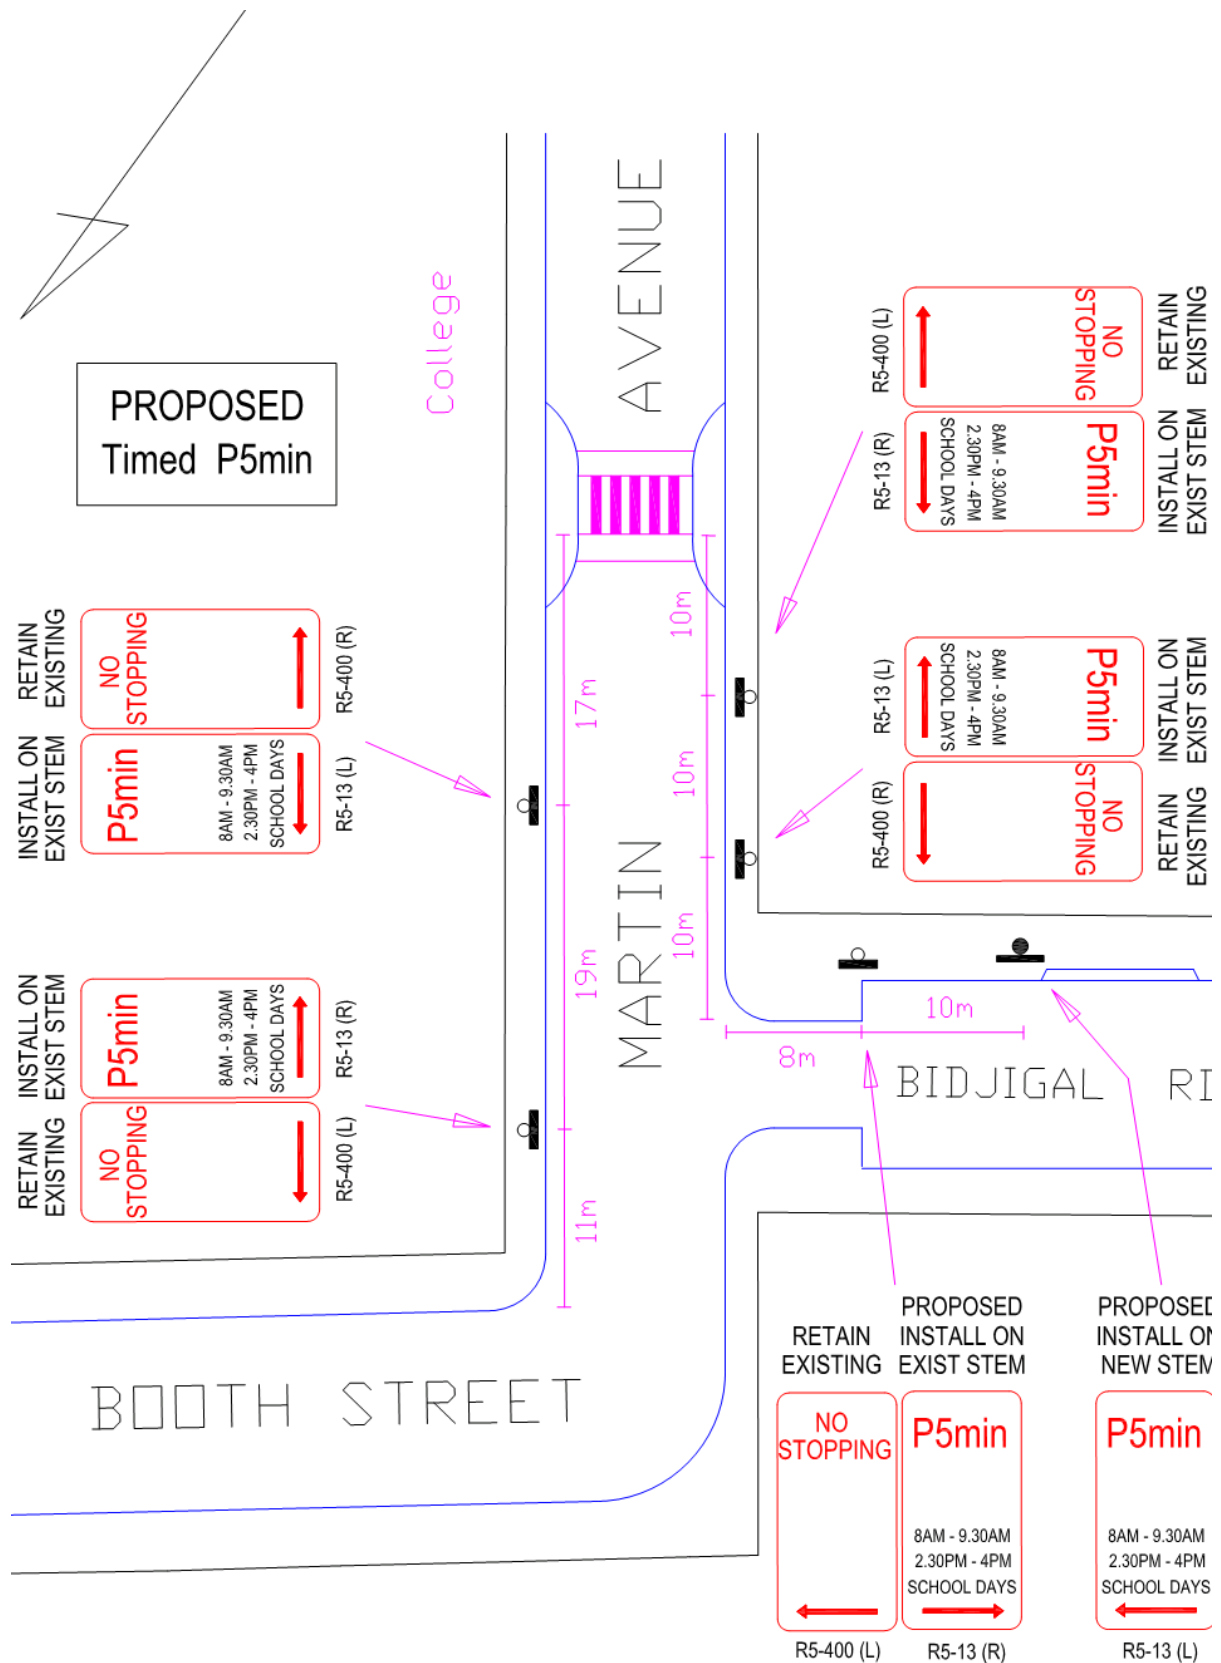 PROPOSED
Timed P5min
College
MARTIN AVENUE
BOOTH STREET
BIDJIGAL
RETAIN
EXISTING
NO
STOPPING
R5-400 (R)
INSTALL ON
EXIST STEM
P5min
8AM - 9.30AM
2.30PM - 4PM
SCHOOL DAYS
R5-13 (L)
INSTALL ON
EXIST STEM
P5min
8AM - 9.30AM
2.30PM - 4PM
SCHOOL DAYS
R5-13 (R)
RETAIN
EXISTING
NO
STOPPING
R5-400 (L)
17m
19m
11m
10m
10m
10m
8m
10m
RETAIN
EXISTING
NO
STOPPING
R5-400 (L)
INSTALL ON
EXIST STEM
P5min
8AM - 9.30AM
2.30PM - 4PM
SCHOOL DAYS
R5-13 (R)
INSTALL ON
EXIST STEM
P5min
8AM - 9.30AM
2.30PM - 4PM
SCHOOL DAYS
R5-13 (L)
RETAIN
EXISTING
NO
STOPPING
R5-400 (R)
RETAIN
EXISTING
NO
STOPPING
R5-400 (L)
PROPOSED
INSTALL ON
EXIST STEM
P5min
8AM - 9.30AM
2.30PM - 4PM
SCHOOL DAYS
R5-13 (R)
PROPOSED
INSTALL ON
NEW STEM
P5min
8AM - 9.30AM
2.30PM - 4PM
SCHOOL DAYS
R5-13 (L)